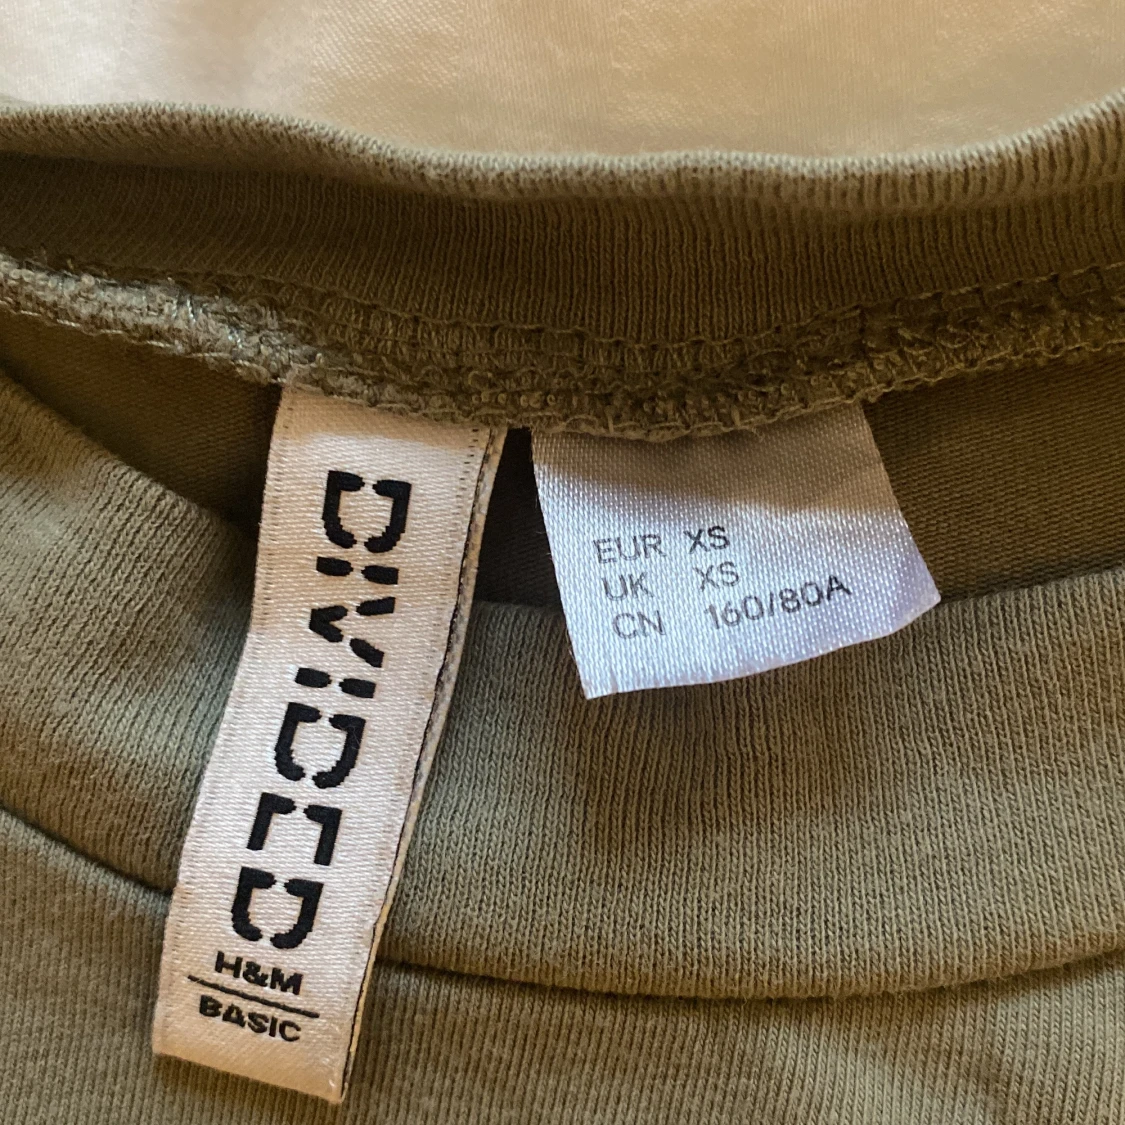 DIVIDED
H&M
BASIC
EUR XS
UK XS
CN 160/80A